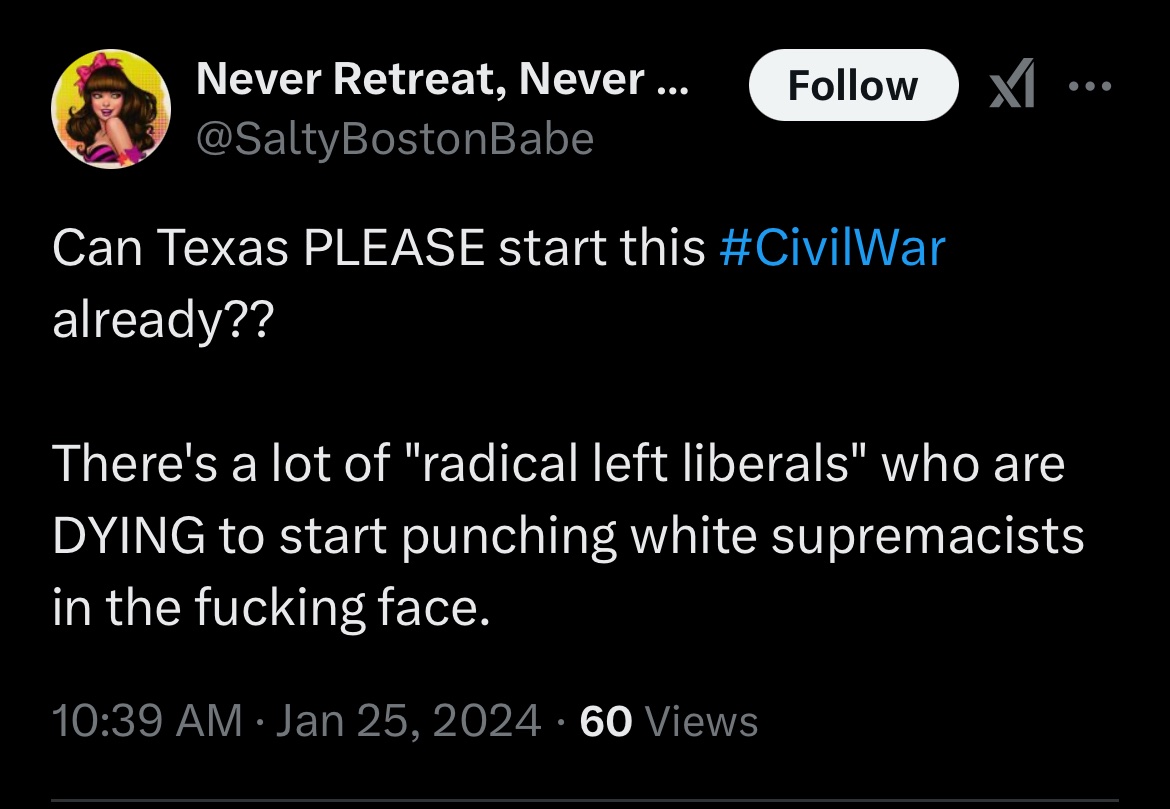 Never Retreat, Never ...
Follow
@SaltyBostonBabe
Can Texas PLEASE start this #CivilWar
already??
There's a lot of "radical left liberals" who are
DYING to start punching white supremacists
in the fucking face.
10:39 AM · Jan 25, 2024 · 60 Views